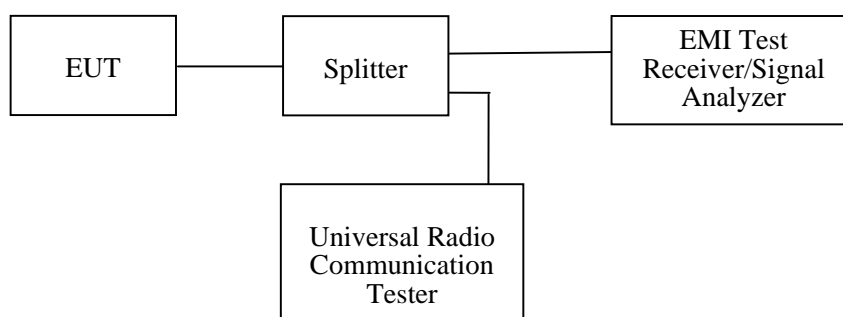 EUT
Splitter
EMI Test
Receiver/Signal
Analyzer
Universal Radio
Communication
Tester